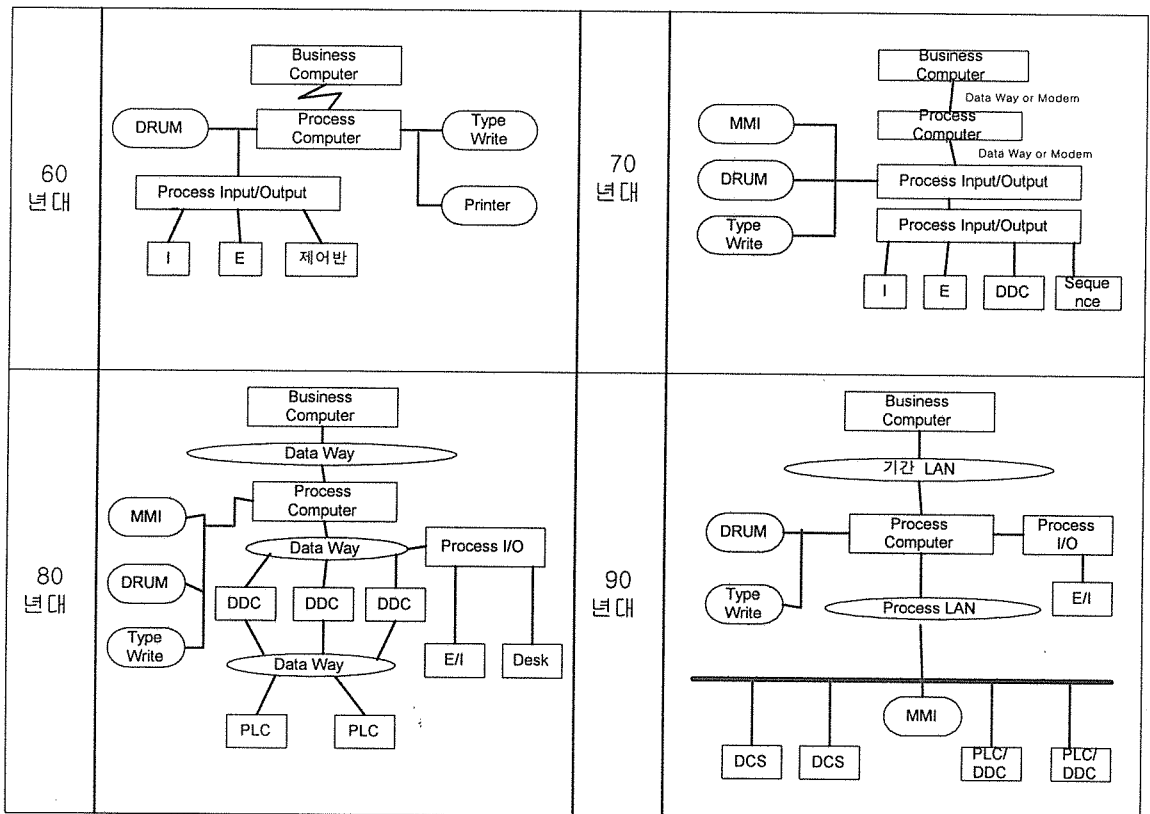 60
년대
Business
Computer
DRUM
Process
Computer
Type
Write
Process Input/Output
Printer
I
E
제어반
70
년대
Business
Computer
Data Way or Modem
MMI
Process
Computer
Data Way or Modem
DRUM
Process Input/Output
Type
Write
Process Input/Output
I
E
DDC
Seque
nce
80
년대
Business
Computer
Data Way
Process
Computer
MMI
Data Way
Process I/O
DRUM
DDC
DDC
DDC
Type
Write
Data Way
E/I
Desk
PLC
PLC
90
년대
Business
Computer
기간 LAN
DRUM
Process
Computer
Process
I/O
Type
Write
Process LAN
E/I
MMI
DCS
DCS
PLC/
DDC
PLC/
DDC